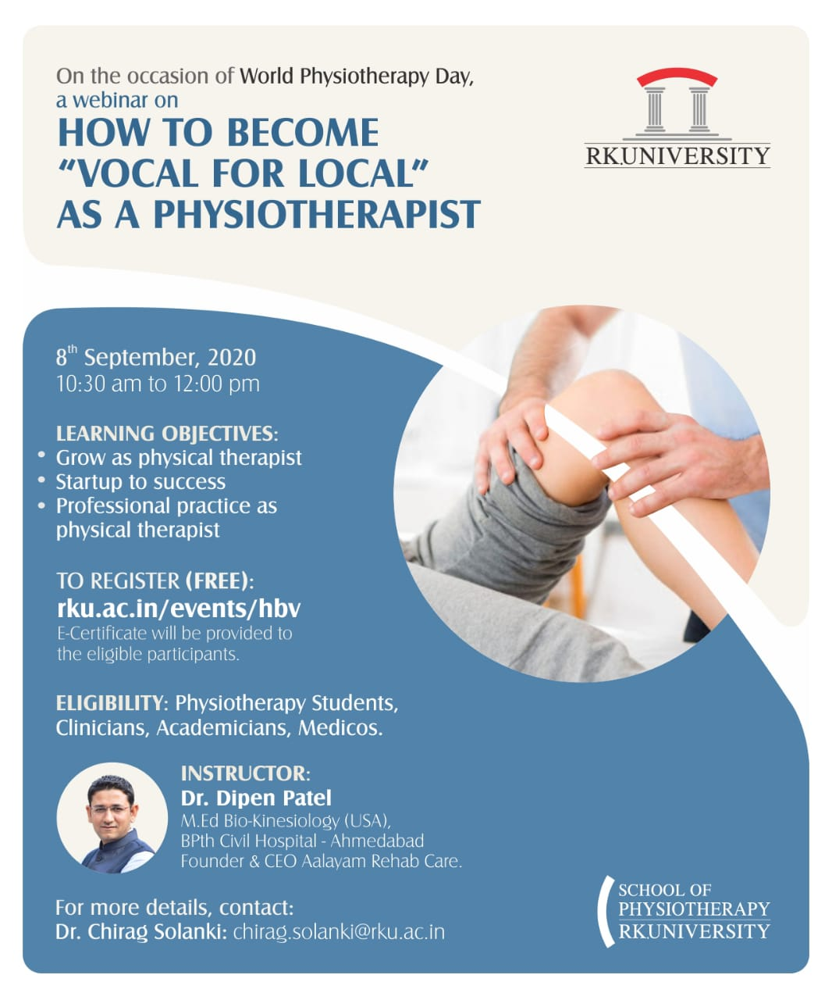 On the occasion of World Physiotherapy Day,
a webinar on
HOW TO BECOME
“VOCAL FOR LOCAL”
AS A PHYSIOTHERAPIST
RK.UNIVERSITY
8th September, 2020
10:30 am to 12:00 pm
LEARNING OBJECTIVES:
• Grow as physical therapist
• Startup to success
• Professional practice as
physical therapist
TO REGISTER (FREE):
rku.ac.in/events/hbv
E-Certificate will be provided to
the eligible participants.
ELIGIBILITY: Physiotherapy Students,
Clinicians, Academicians, Medicos.
INSTRUCTOR:
Dr. Dipen Patel
M.Ed Bio-Kinesiology (USA),
BPth Civil Hospital - Ahmedabad
Founder & CEO Aalayam Rehab Care.
For more details, contact:
Dr. Chirag Solanki: chirag.solanki@rku.ac.in
SCHOOL OF
PHYSIOTHERAPY
RKUNIVERSITY